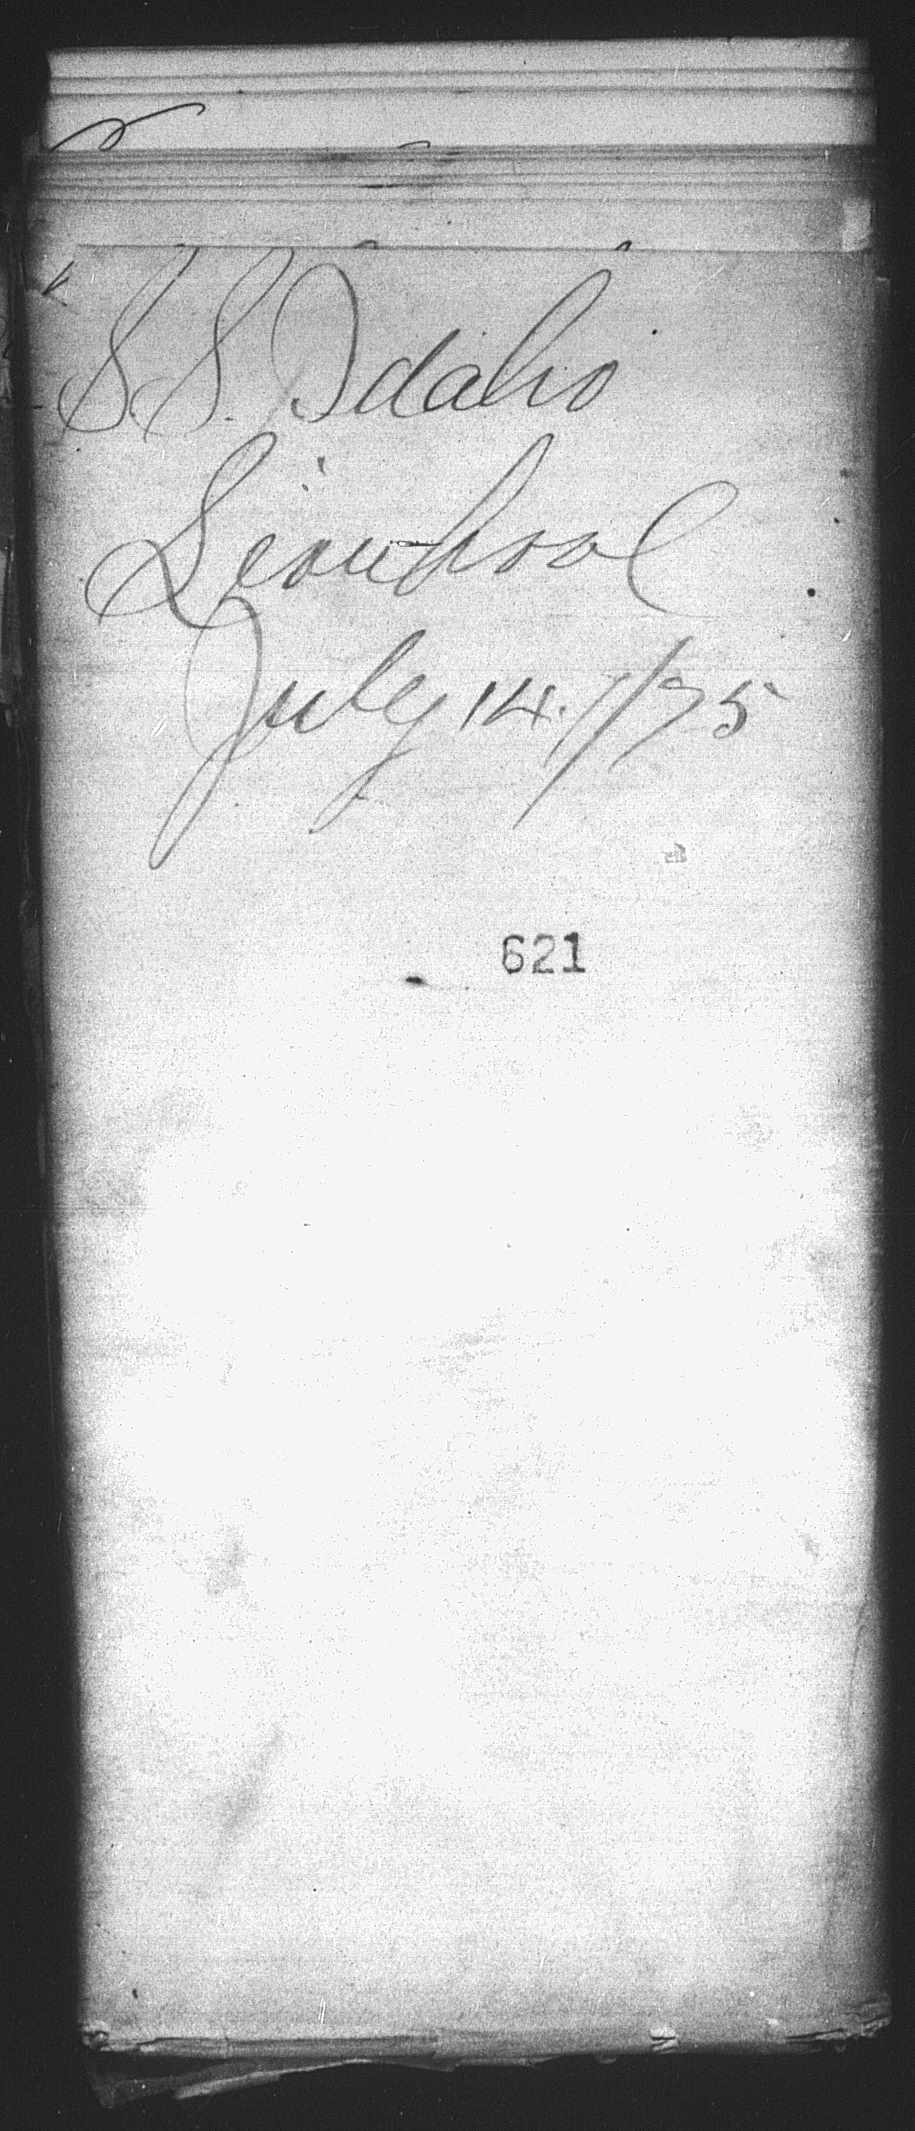 S.S. Idaho
Liverpool
July 14/75
621